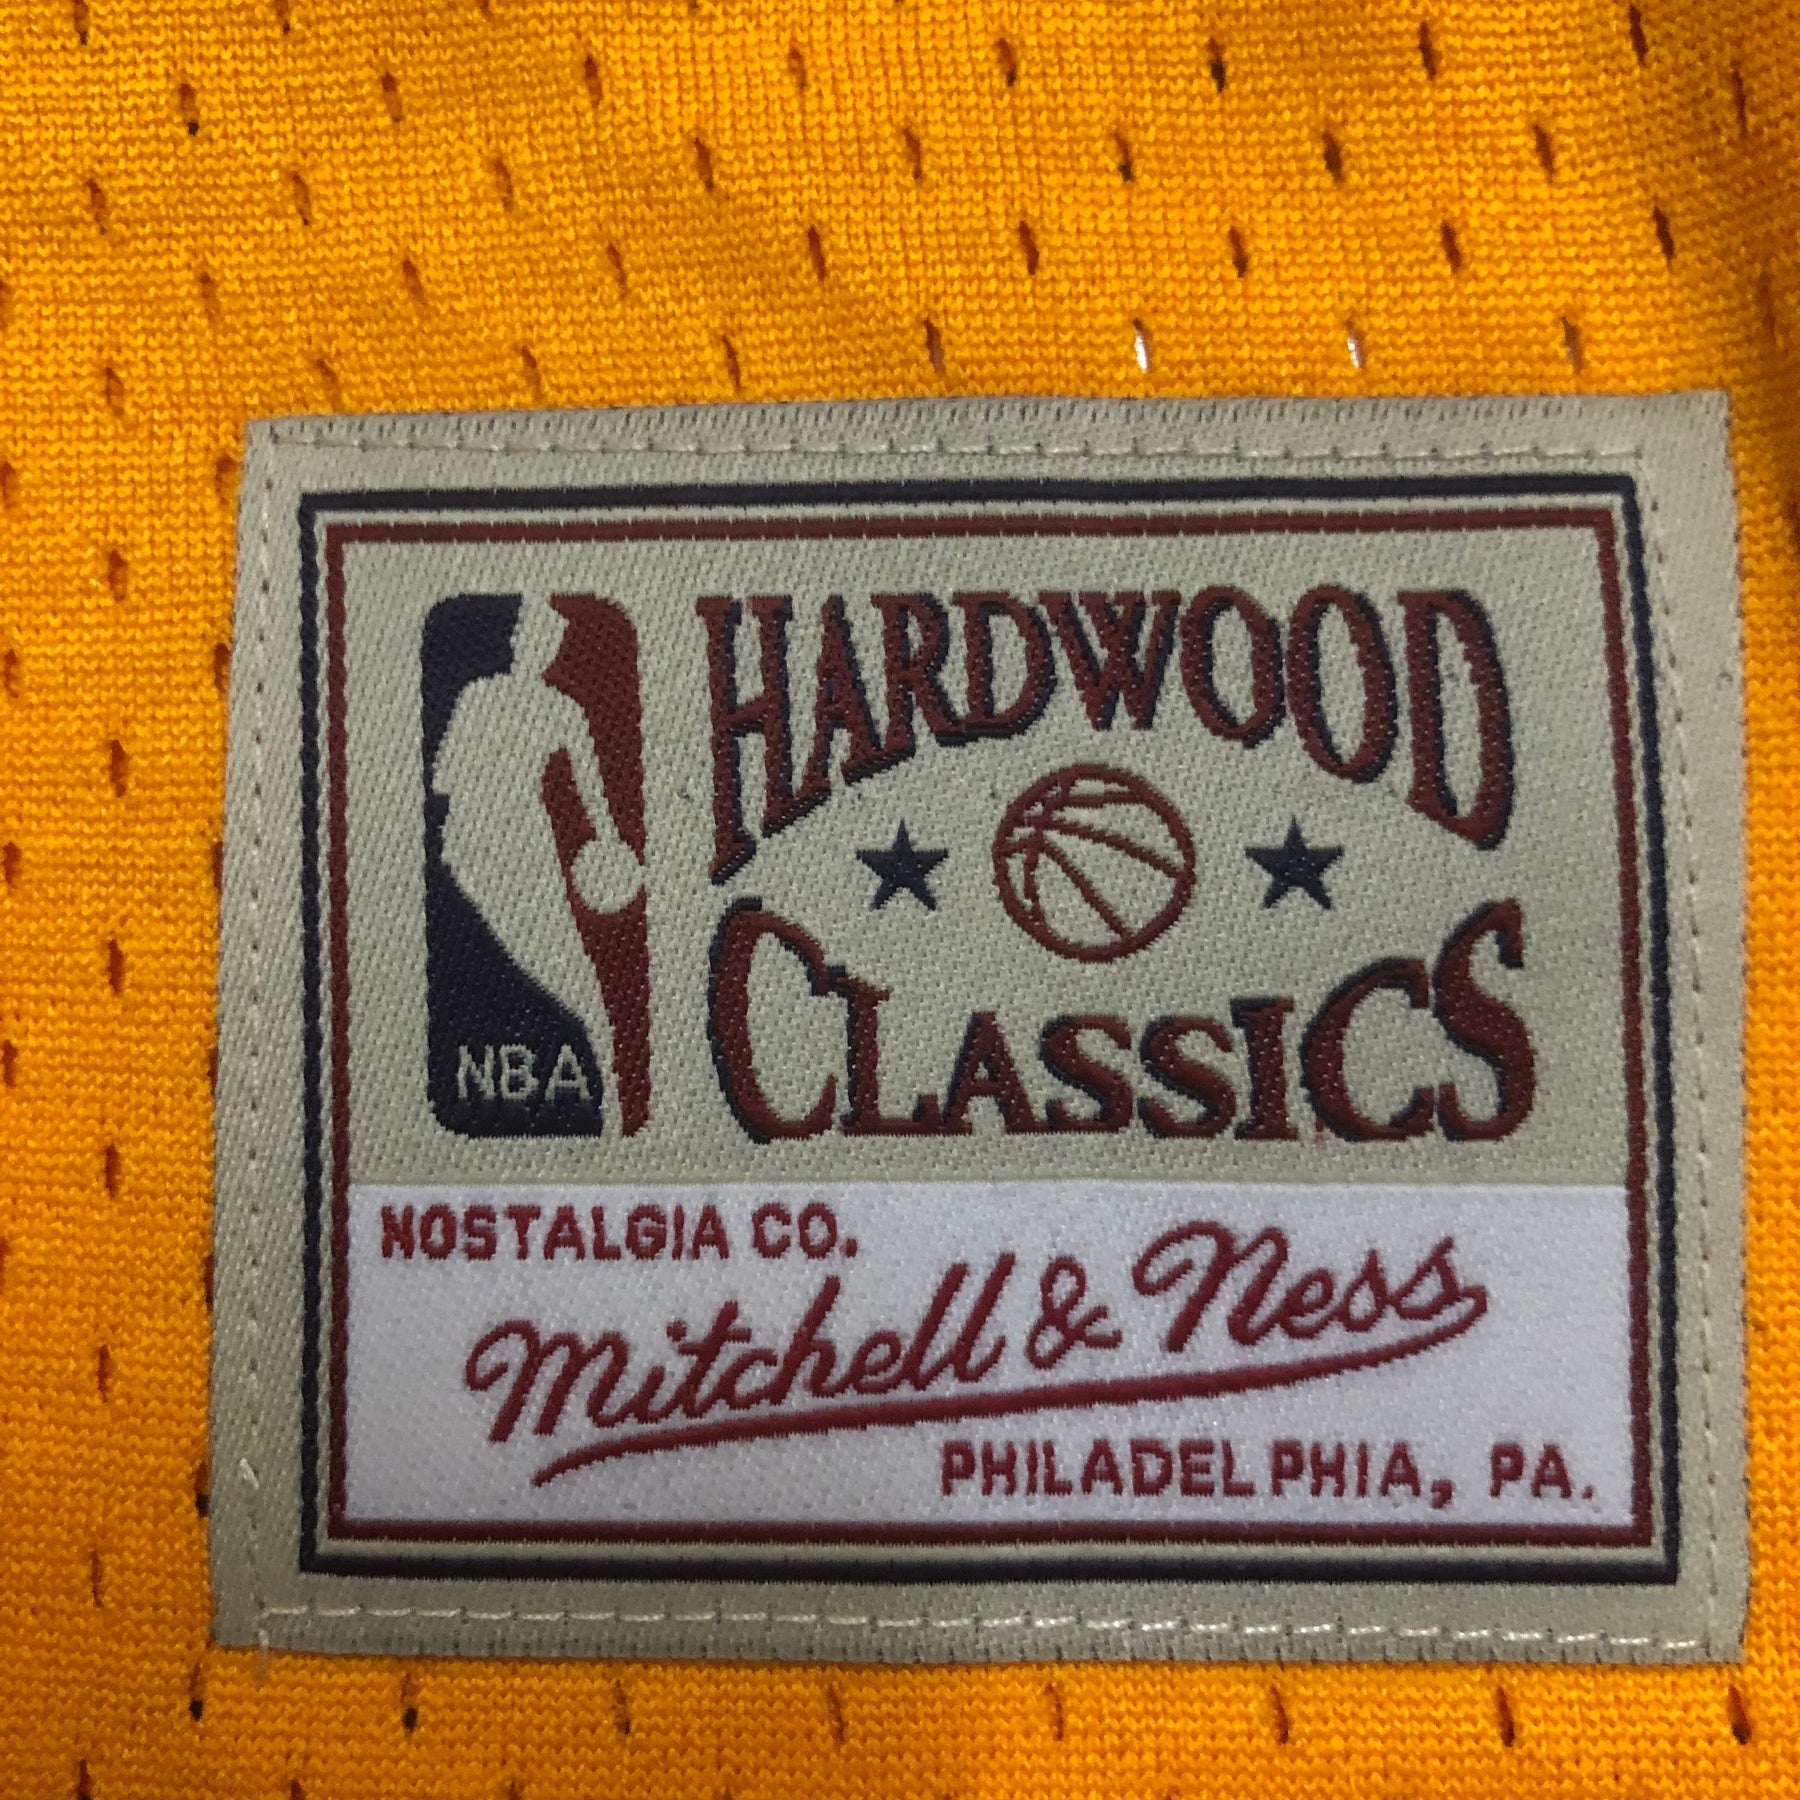 HARDWOOD
CLASSICS
NBA
NOSTALGIA CO.
Mitchell & Ness
PHILADELPHIA, PA.